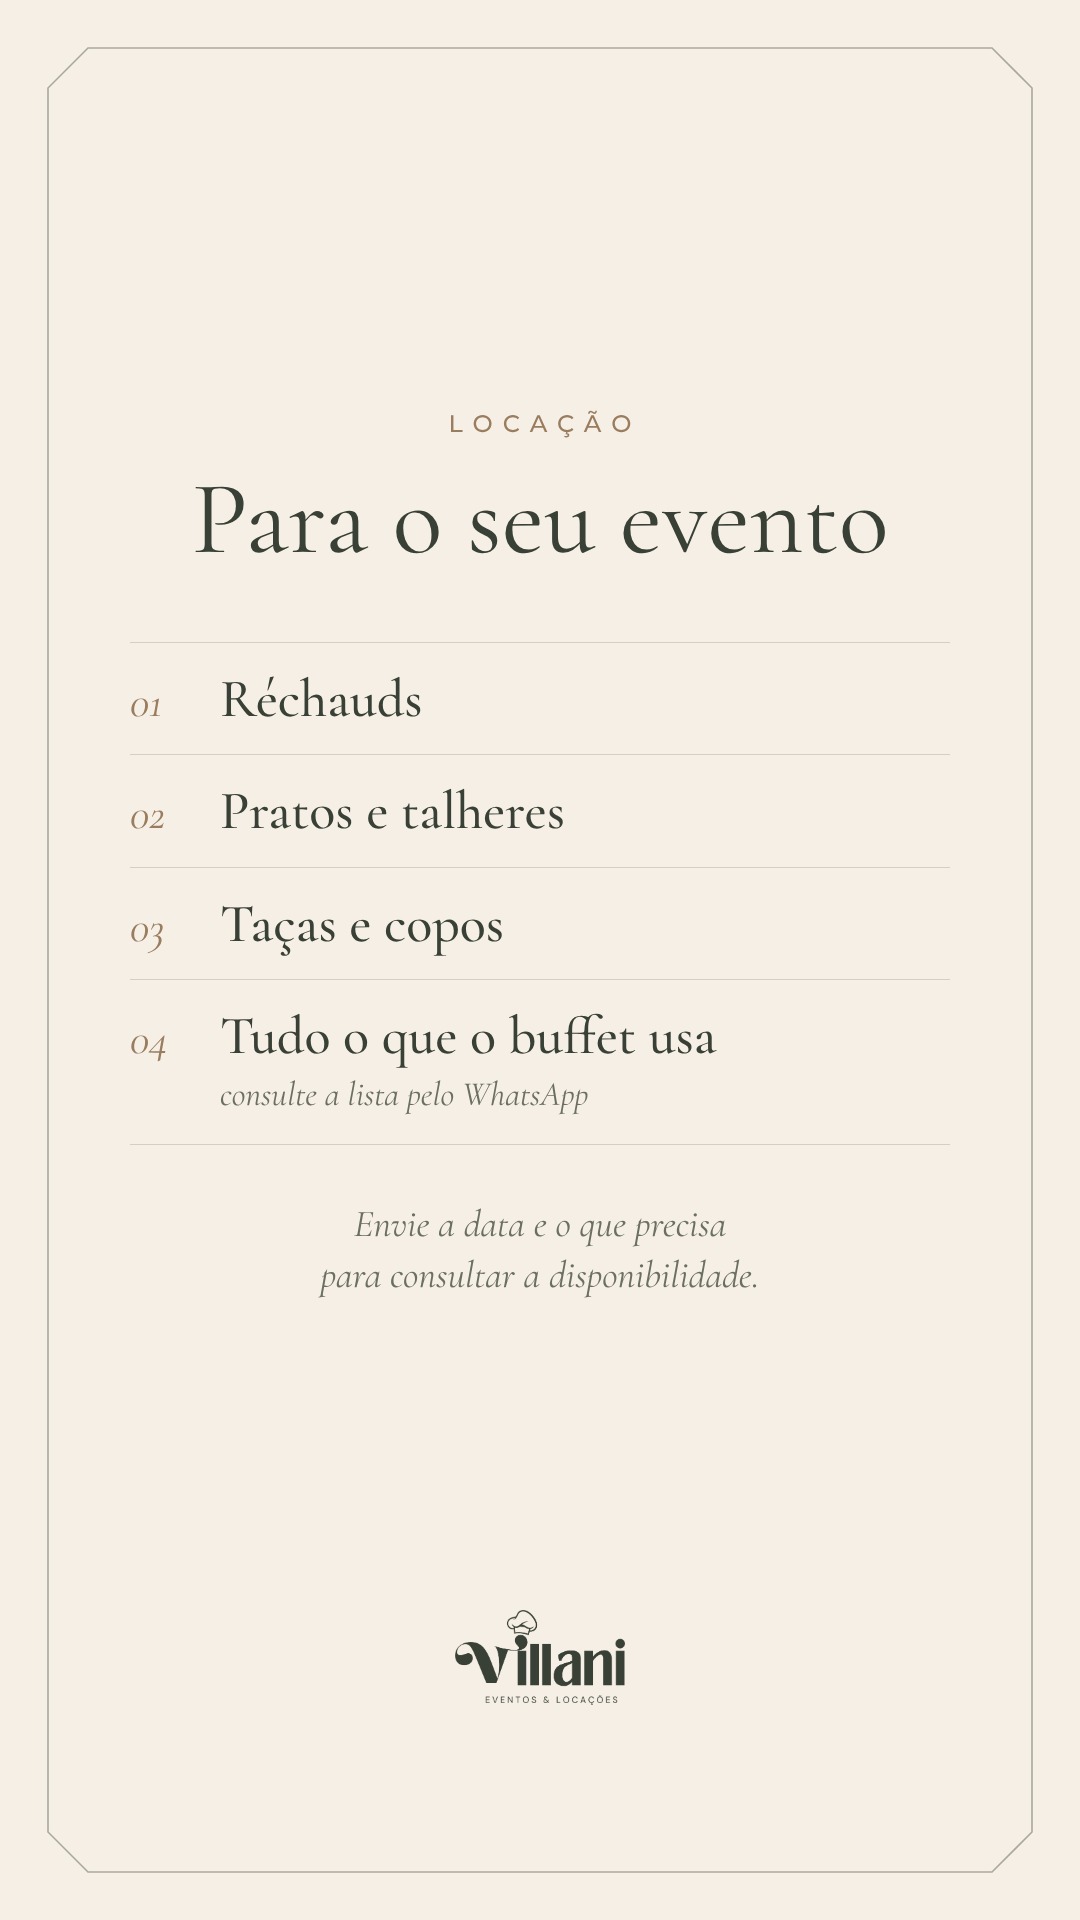 LOCAÇÃO
Para o seu evento
01 Réchauds
02 Pratos e talheres
03 Taças e copos
04 Tudo o que o buffet usa
consulte a lista pelo WhatsApp
Envie a data e o que precisa
para consultar a disponibilidade.
Villani
EVENTOS & LOCAÇÕES